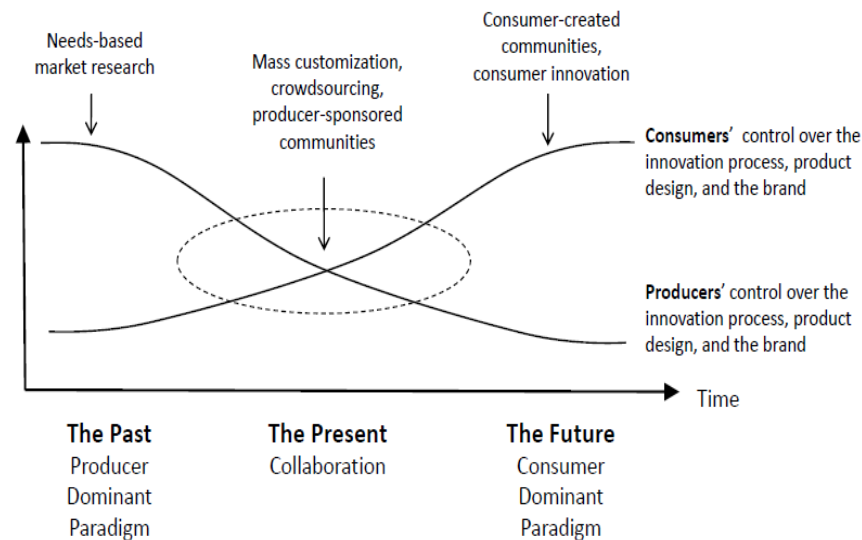 Needs-based
market research
Mass customization,
crowdsourcing,
producer-sponsored
communities
Consumer-created
communities,
consumer innovation
Consumers' control over the
innovation process, product
design, and the brand
Producers' control over the
innovation process, product
design, and the brand
Time
The Past
Producer
Dominant
Paradigm
The Present
Collaboration
The Future
Consumer
Dominant
Paradigm